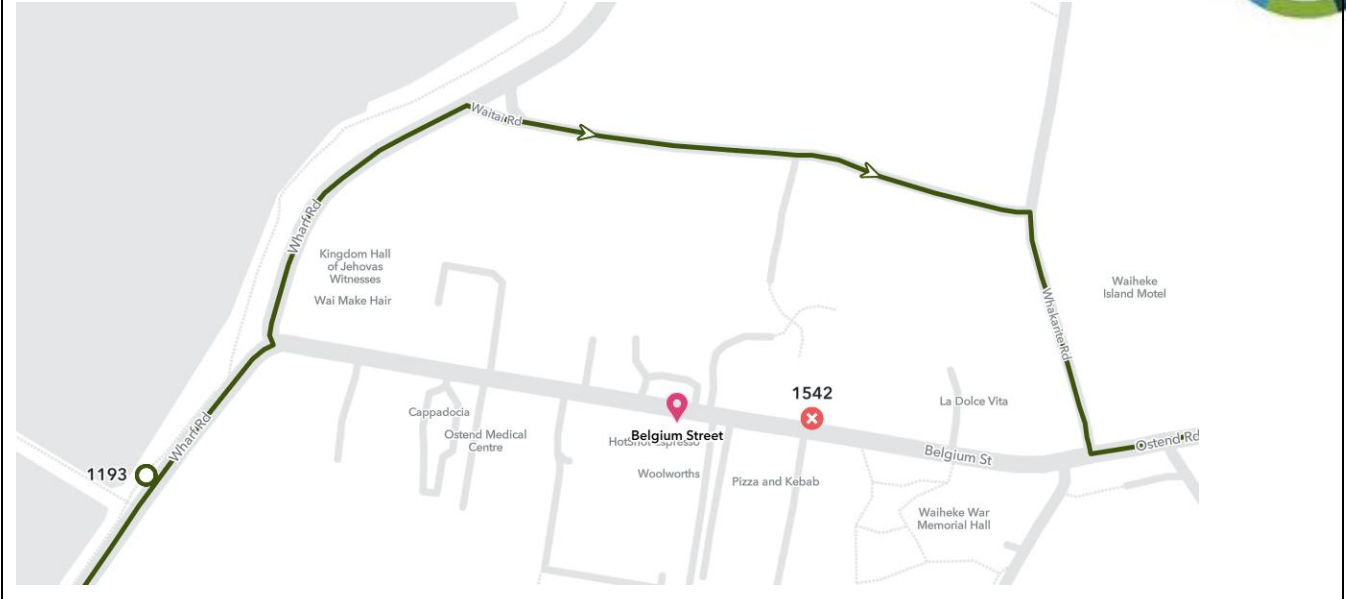 Waitai Rd
Wharf Rd
Kingdom Hall
of Jehovas
Witnesses
Wai Make Hair
Waiheke
Island Motel
Whakarite Rd
1542
La Dolce Vita
Cappadocia
Belgium Street
Ostend Medical
Centre
HotShot Espresso
Ostend Rd
Wharf Rd
Belgium St
1193
Woolworths
Pizza and Kebab
Waiheke War
Memorial Hall